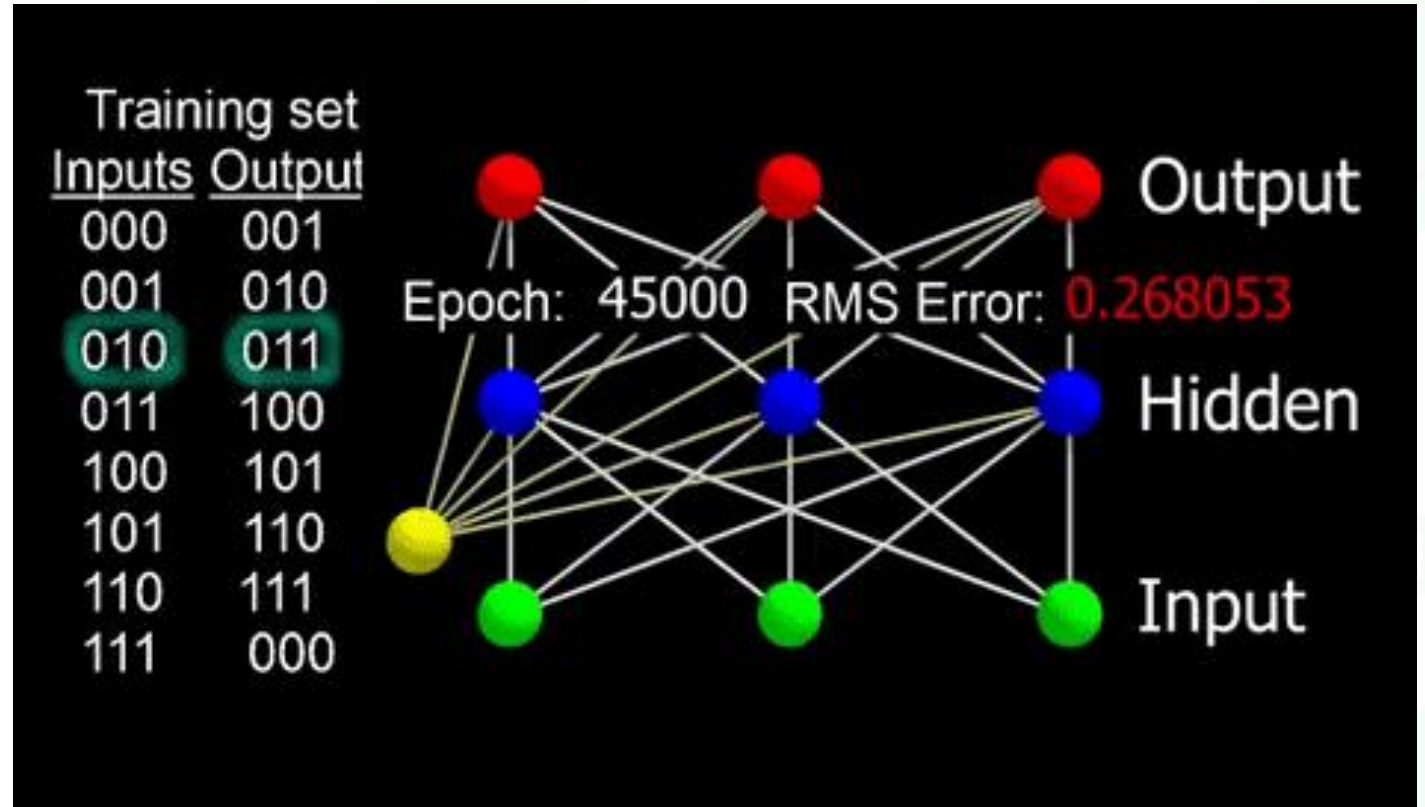 Training set
Inputs Output
000 001
001 010
010 011
011 100
100 101
101 110
110 111
111 000
Output
Epoch: 45000 RMS Error: 0.268053
Hidden
Input